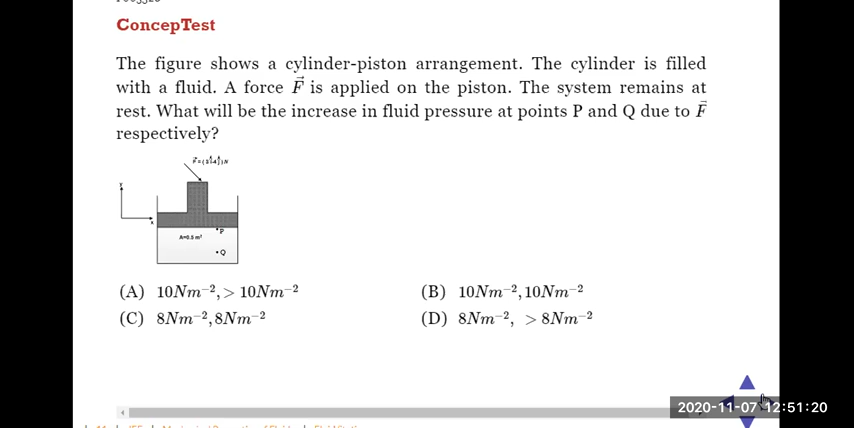 ConcepTest
The figure shows a cylinder-piston arrangement. The cylinder is filled
with a fluid. A force F⃗ is applied on the piston. The system remains at
rest. What will be the increase in fluid pressure at points P and Q due to F⃗
respectively?
Y
X
P
A=0.5 m²
Q
(A) 10Nm⁻², > 10Nm⁻²
(B) 10Nm⁻², 10Nm⁻²
(C) 8Nm⁻², 8Nm⁻²
(D) 8Nm⁻², > 8Nm⁻²
2020-11-07 12:51:20